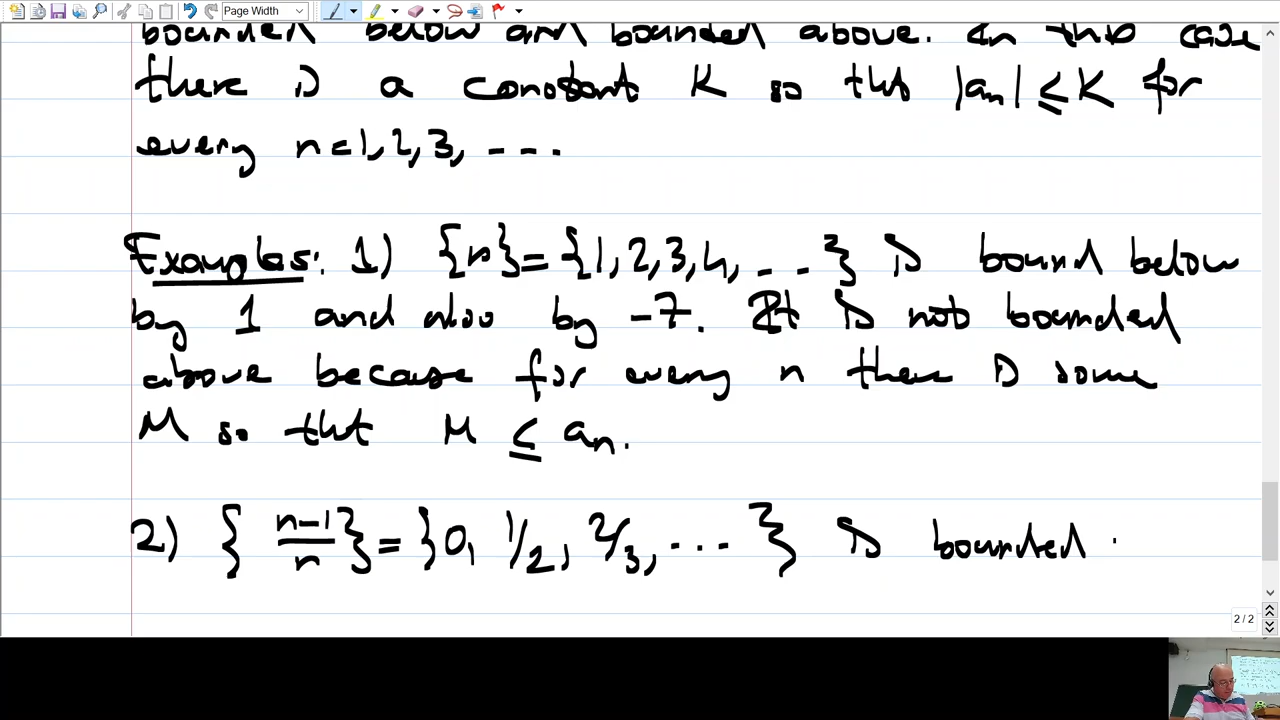 Page Width
bounded below and bounded above. In this case
there is a constant K so tht |an| ≤ K for
every n=1,2,3, ---.
Examples: 1) {n}={1,2,3,4, - - -} is bound below
by 1 and also by -7. It is not bounded
above because for every n there is some
M so tht M ≤ an.
2) { n-1/n } = {0, 1/2, 2/3, ... } is bounded
2 / 2